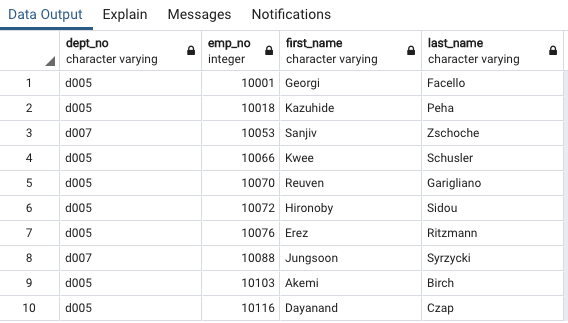 Data Output Explain Messages Notifications
dept_no emp_no first_name last_name
character varying integer character varying character varying
1 d005 10001 Georgi Facello
2 d005 10018 Kazuhide Peha
3 d007 10053 Sanjiv Zschoche
4 d005 10066 Kwee Schusler
5 d005 10070 Reuven Garigliano
6 d005 10072 Hironoby Sidou
7 d005 10076 Erez Ritzmann
8 d007 10088 Jungsoon Syrzycki
9 d005 10103 Akemi Birch
10 d005 10116 Dayanand Czap